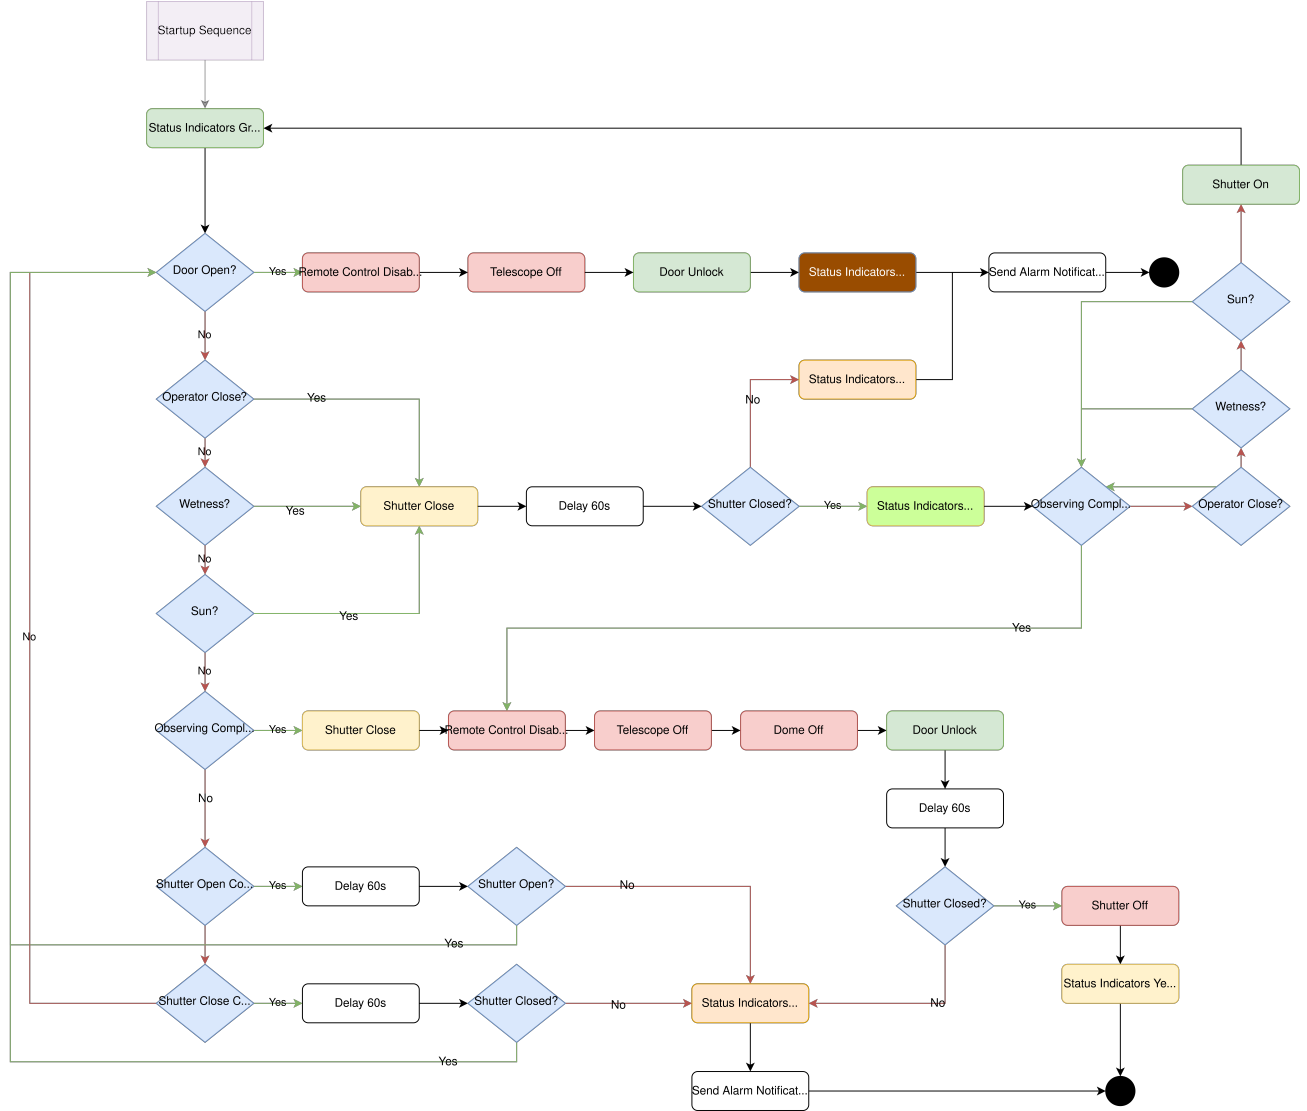 Startup Sequence
Status Indicators Gr...
Shutter On
Door Open?
Yes
Remote Control Disab...
Telescope Off
Door Unlock
Status Indicators...
Send Alarm Notificat...
Sun?
No
Status Indicators...
Operator Close?
Yes
No
Wetness?
No
Wetness?
Yes
Shutter Close
Delay 60s
Shutter Closed?
Yes
Status Indicators...
Observing Compl...
Operator Close?
No
Sun?
Yes
Yes
No
No
Observing Compl...
Yes
Shutter Close
Remote Control Disab...
Telescope Off
Dome Off
Door Unlock
No
Delay 60s
Shutter Open Co...
Yes
Delay 60s
Shutter Open?
No
Shutter Closed?
Yes
Shutter Off
Yes
Shutter Close C...
Yes
Delay 60s
Shutter Closed?
No
Status Indicators...
No
Status Indicators Ye...
Yes
Send Alarm Notificat...